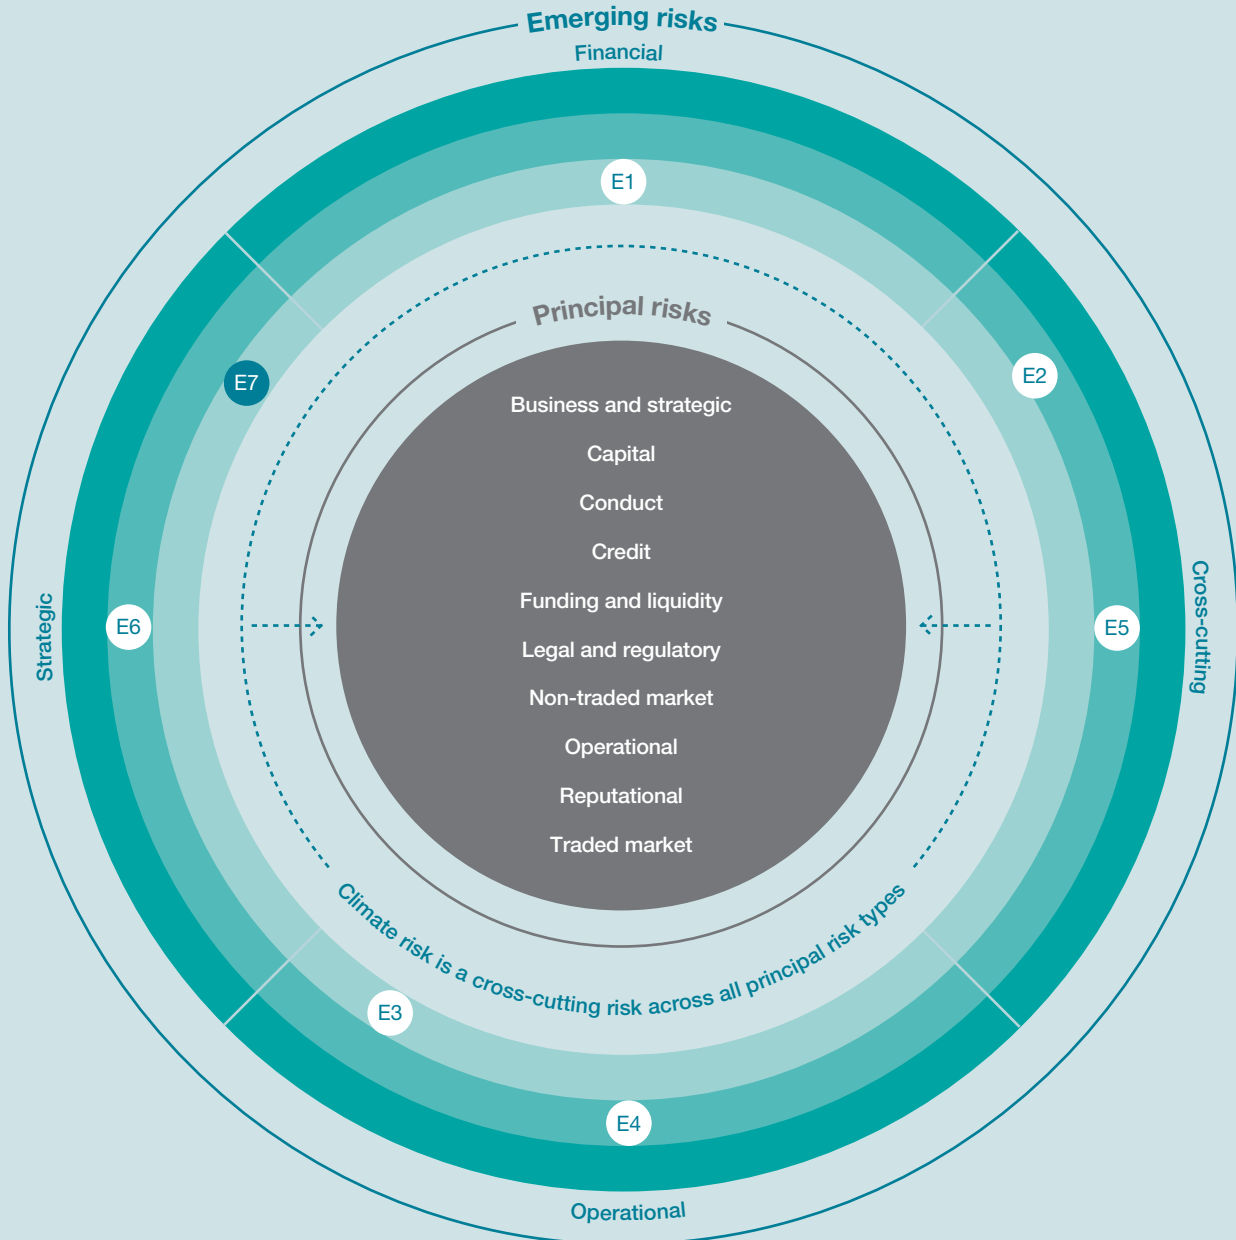 Emerging risks
Financial
E1
E2
Principal risks
E7
Business and strategic
Capital
Conduct
Credit
Funding and liquidity
Legal and regulatory
Non-traded market
Operational
Reputational
Traded market
Strategic
E6
E5
Cross-cutting
Climate risk is a cross-cutting risk across all principal risk types
E3
E4
Operational